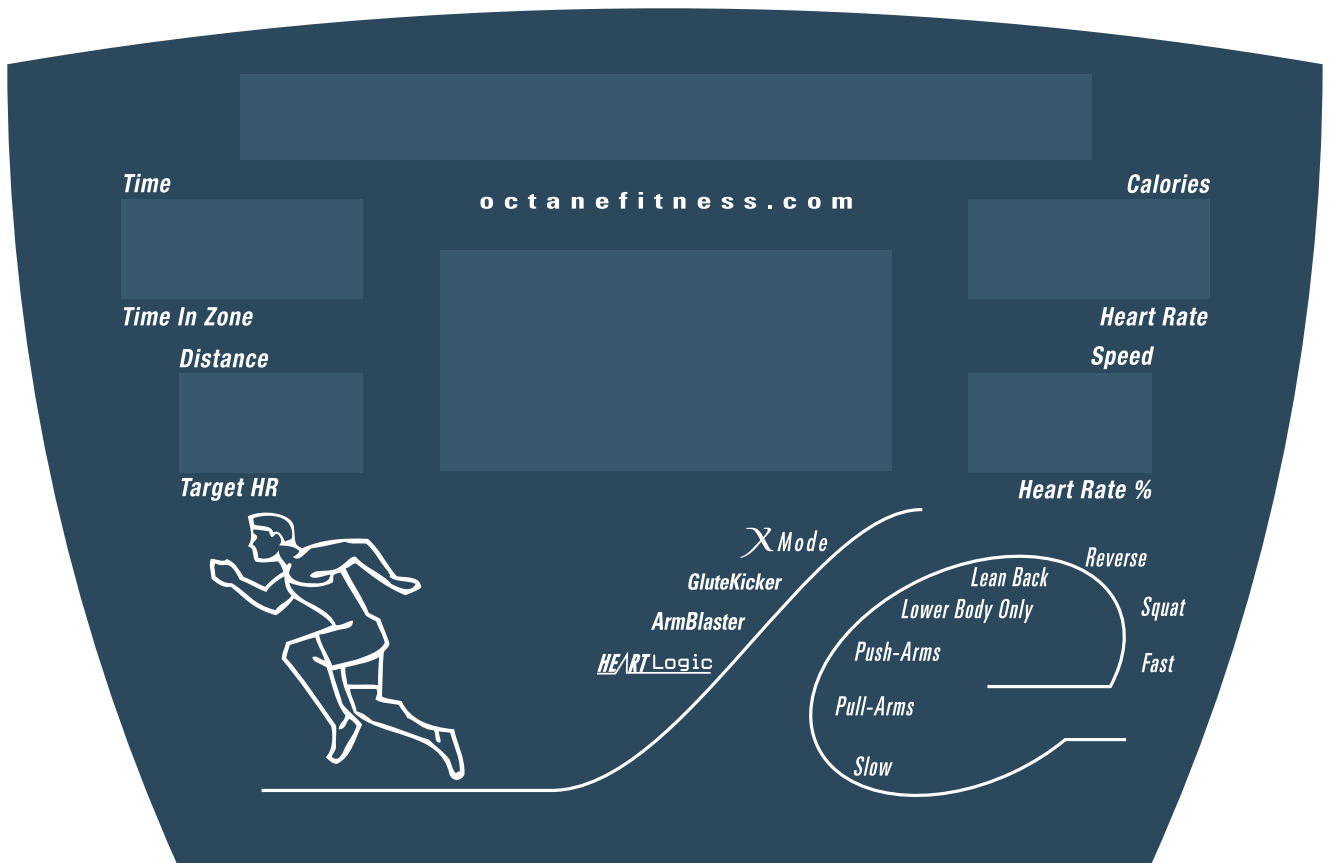 Time
Calories
octanefitness.com
Time In Zone
Heart Rate
Distance
Speed
Target HR
Heart Rate %
X Mode
GluteKicker
ArmBlaster
HEART Logic
Reverse
Lean Back
Squat
Lower Body Only
Push-Arms
Fast
Pull-Arms
Slow